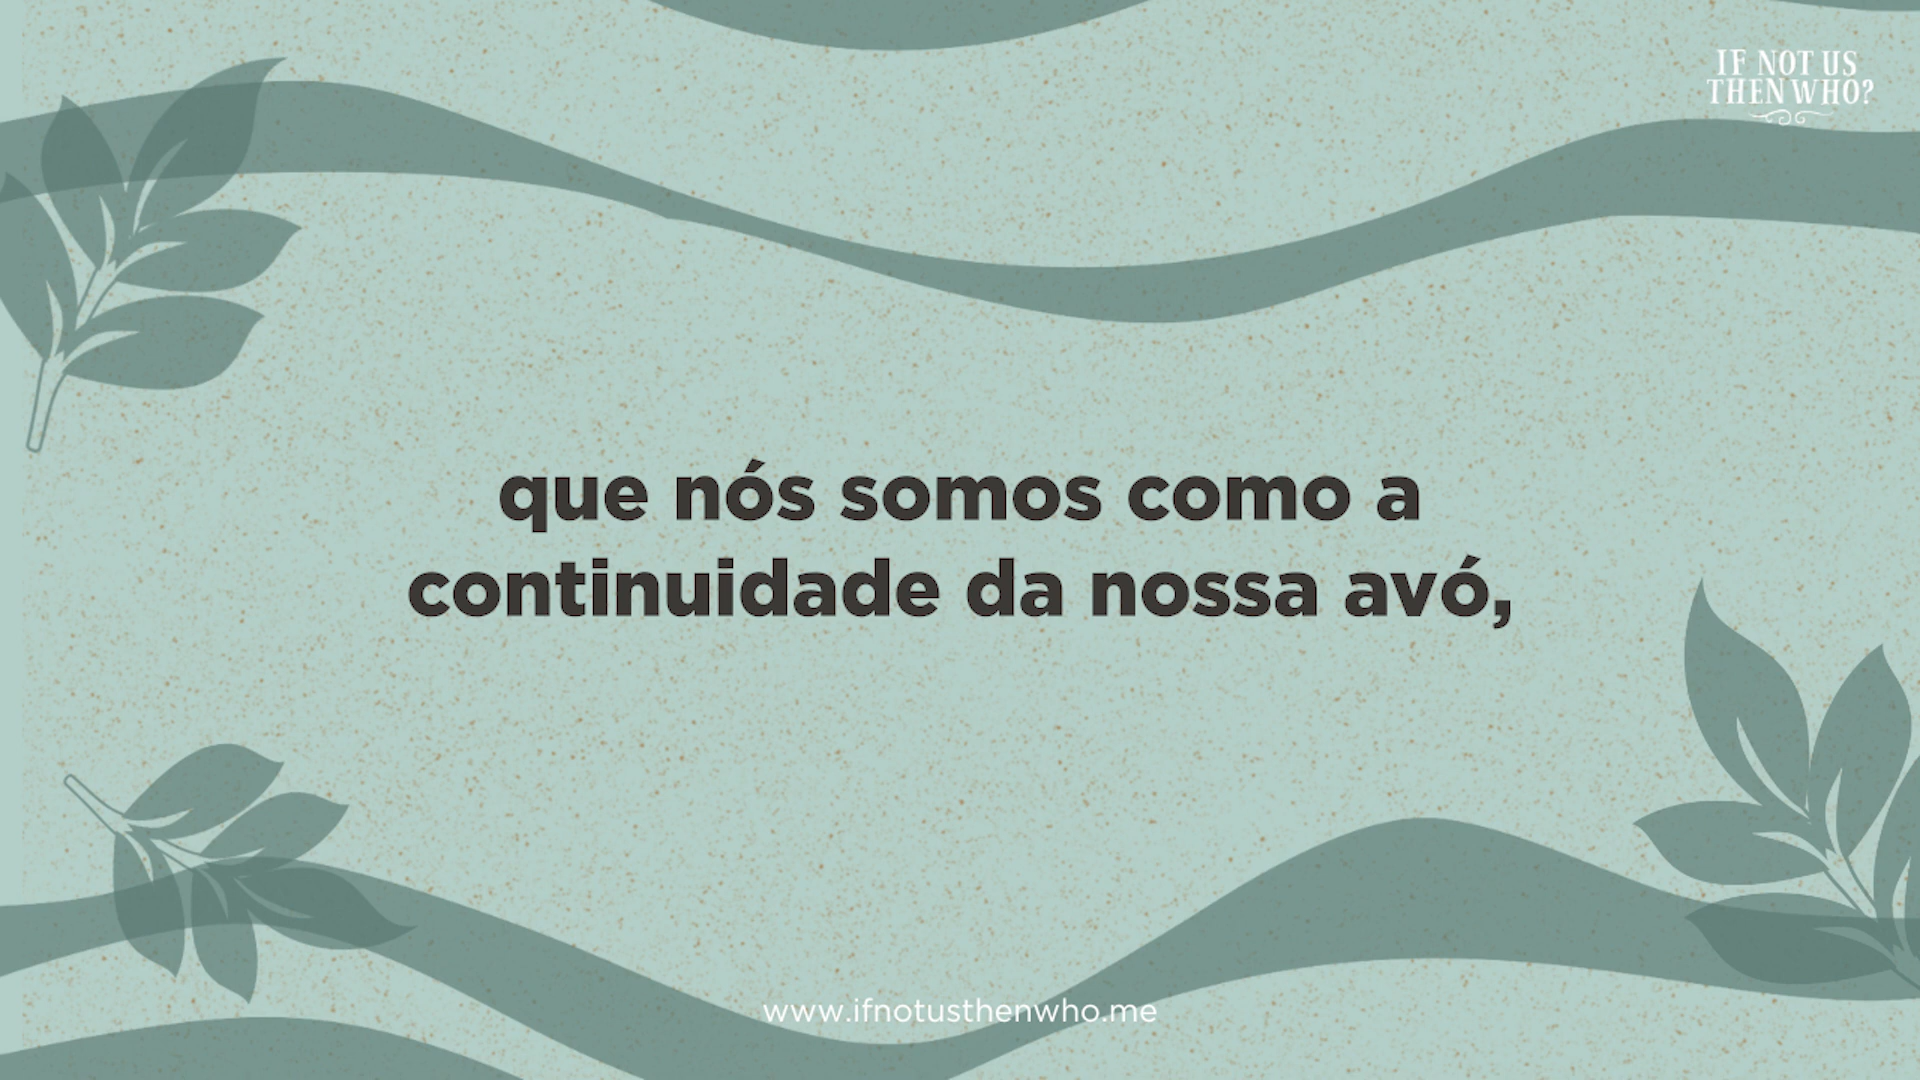 IF NOT US
THEN WHO?
que nós somos como a
continuidade da nossa avó,
www.ifnotusthenwho.me